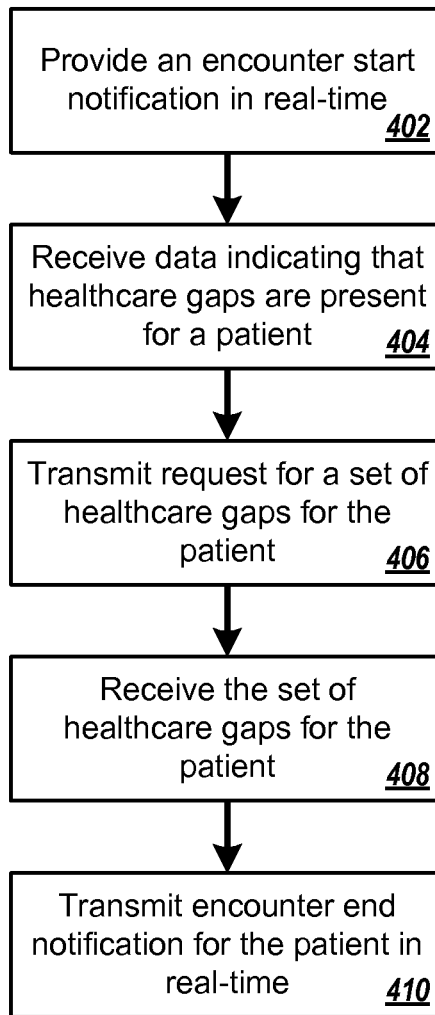 Provide an encounter start
notification in real-time
402
Receive data indicating that
healthcare gaps are present
for a patient
404
Transmit request for a set of
healthcare gaps for the
patient
406
Receive the set of
healthcare gaps for the
patient
408
Transmit encounter end
notification for the patient in
real-time
410